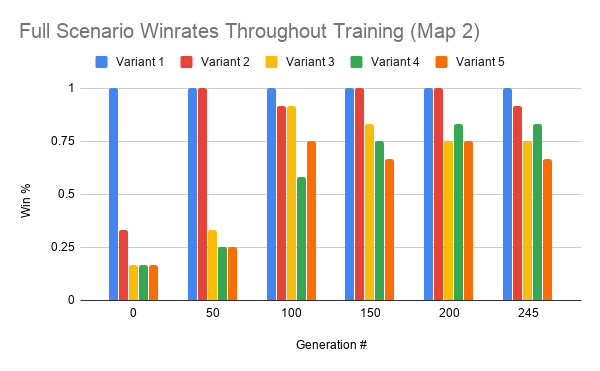 Full Scenario Winrates Throughout Training (Map 2)
Variant 1 Variant 2 Variant 3 Variant 4 Variant 5
1
0.75
0.5
0.25
0
Win %
0 50 100 150 200 245
Generation #